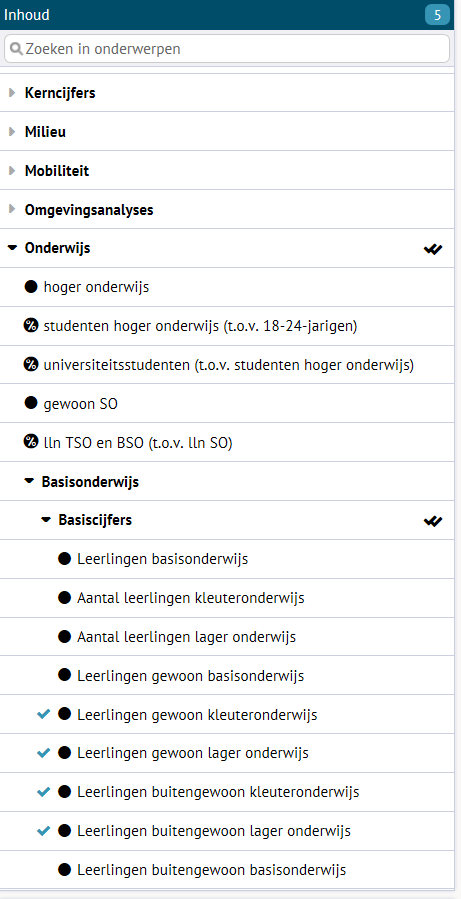 Inhoud 5
Zoeken in onderwerpen
Kerncijfers
Milieu
Mobiliteit
Omgevingsanalyses
Onderwijs
hoger onderwijs
% studenten hoger onderwijs (t.o.v. 18-24-jarigen)
% universiteitsstudenten (t.o.v. studenten hoger onderwijs)
gewoon SO
% lln TSO en BSO (t.o.v. lln SO)
Basisonderwijs
Basiscijfers
Leerlingen basisonderwijs
Aantal leerlingen kleuteronderwijs
Aantal leerlingen lager onderwijs
Leerlingen gewoon basisonderwijs
Leerlingen gewoon kleuteronderwijs
Leerlingen gewoon lager onderwijs
Leerlingen buitengewoon kleuteronderwijs
Leerlingen buitengewoon lager onderwijs
Leerlingen buitengewoon basisonderwijs